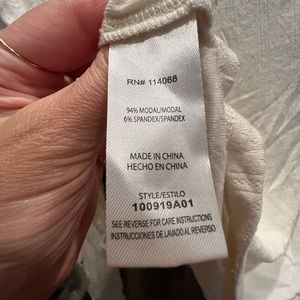 RN# 114068
94% MODAL/MODAL
6% SPANDEX/SPANDEX
MADE IN CHINA
HECHO EN CHINA
STYLE/ESTILO
100919A01
SEE REVERSE FOR CARE INSTRUCTIONS
INSTRUCCIONES DE LAVADO AL REVERSO